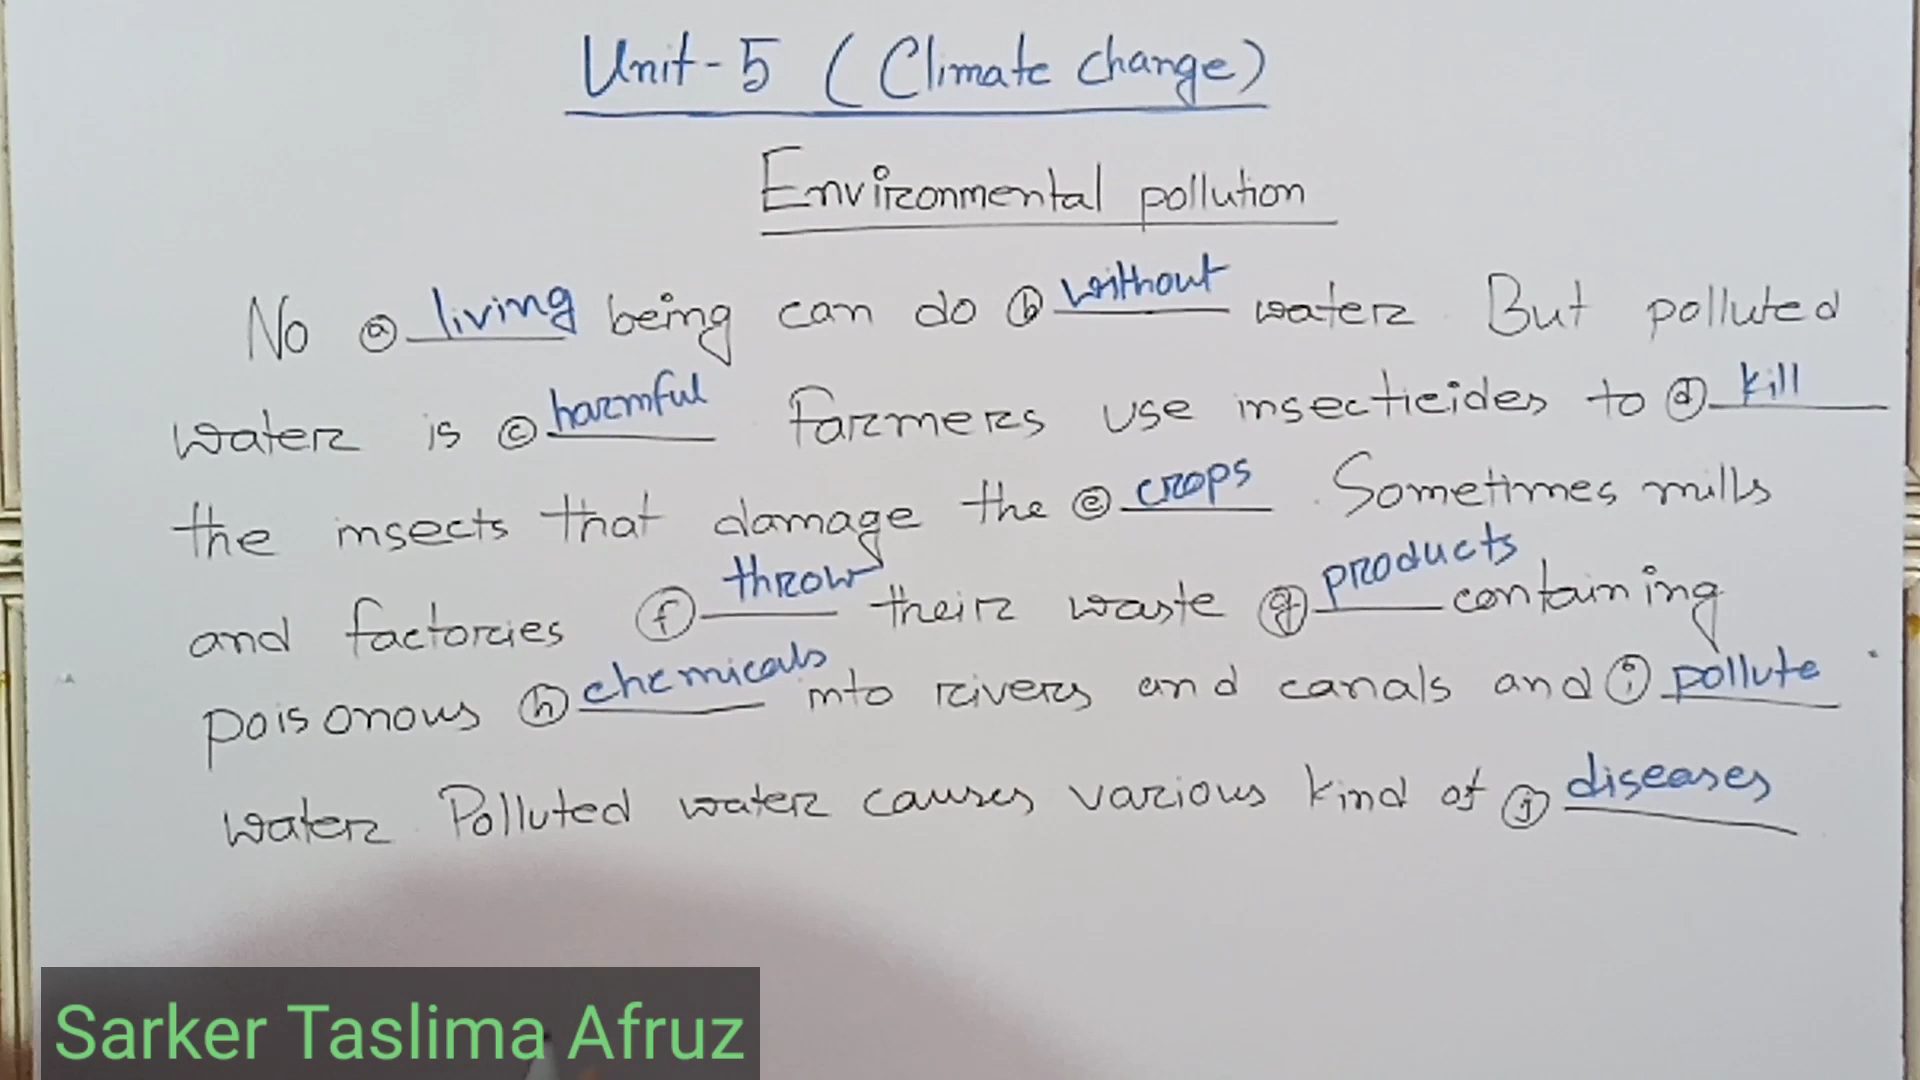 Unit-5 (Climate change)
Environmental pollution
No ⓐ living being can do ⓑ without water. But polluted
water is ⓒ harmful. Farmers use insecticides to ⓓ kill
the insects that damage the ⓔ crops. Sometimes mills
and factories ⓕ throw their waste ⓖ products containing
poisonous ⓗ chemicals into rivers and canals and ⓘ pollute
water. Polluted water causes various kind of ⓙ diseases
Sarker Taslima Afruz